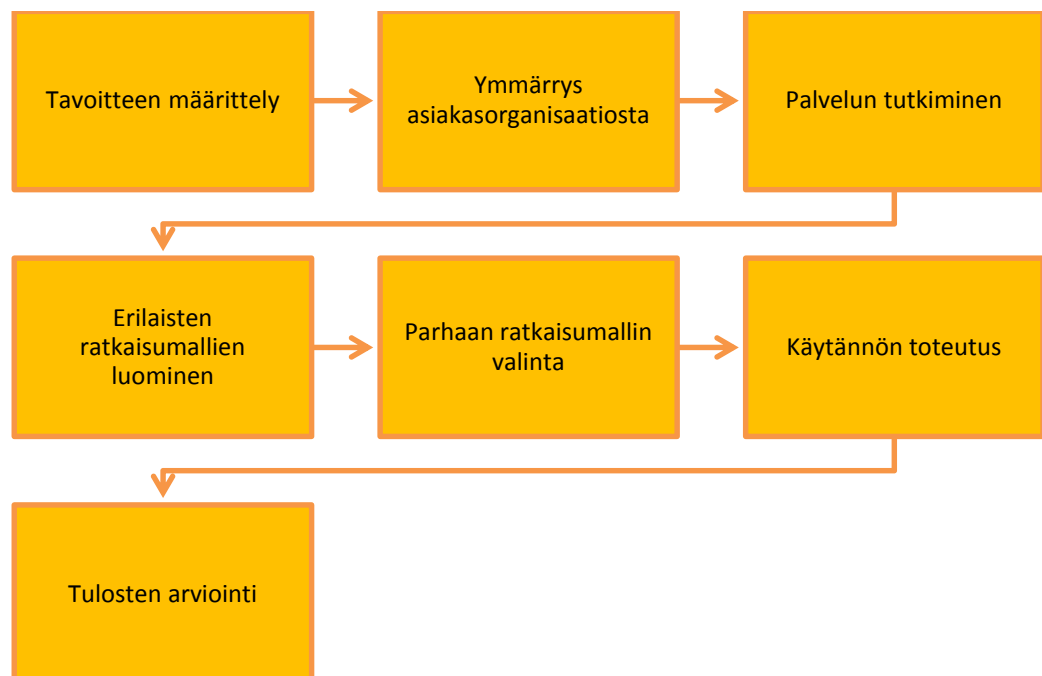 Tavoitteen määrittely
Ymmärrys
asiakasorganisaatiosta
Palvelun tutkiminen
Erilaisten
ratkaisumallien
luominen
Parhaan ratkaisumallin
valinta
Käytännön toteutus
Tulosten arviointi